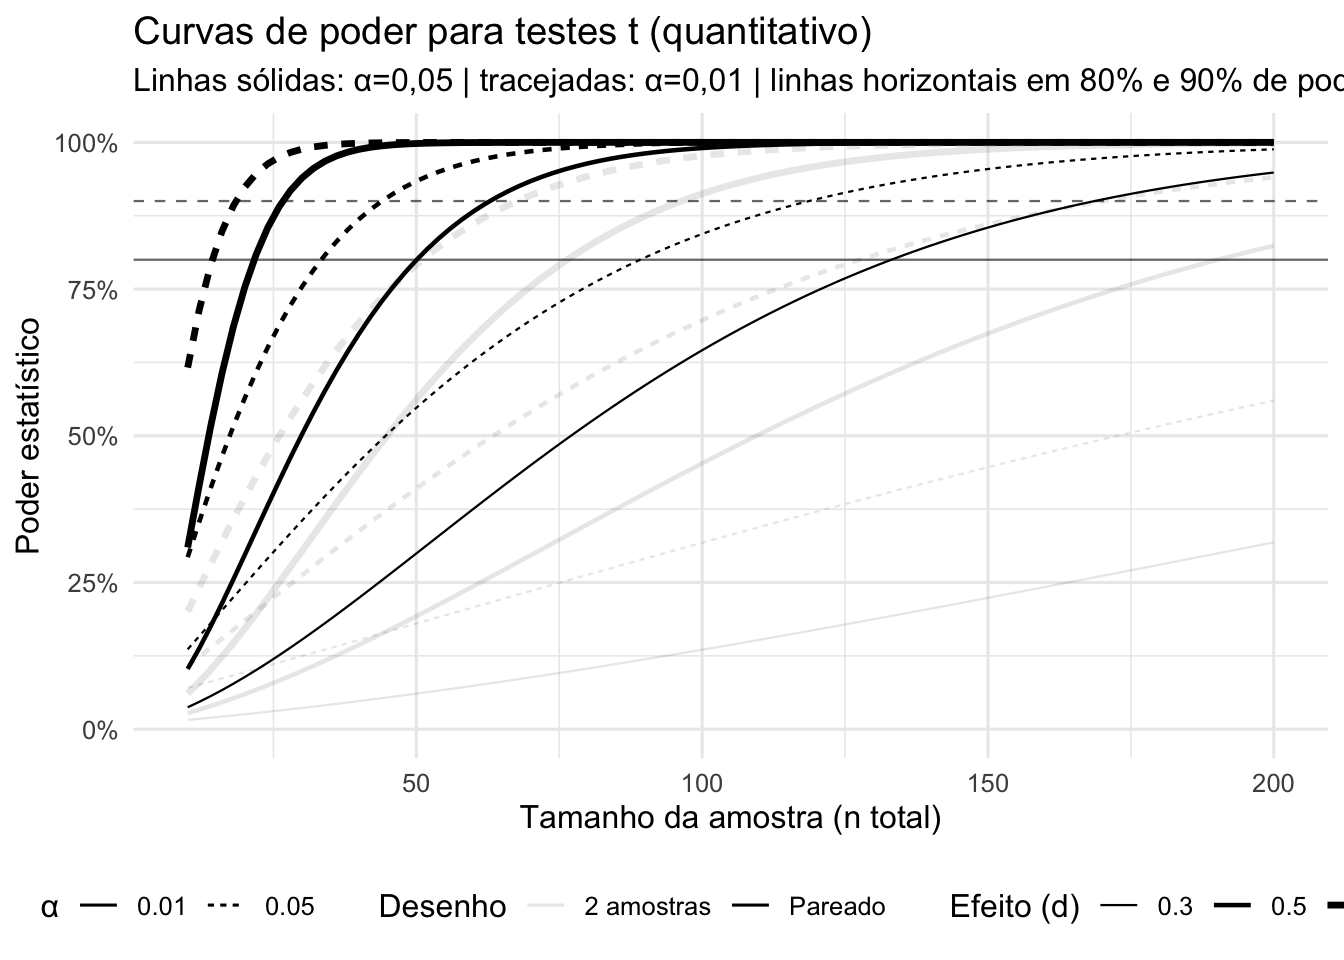 Curvas de poder para testes t (quantitativo)
Linhas sólidas: α=0,05 | tracejadas: α=0,01 | linhas horizontais em 80% e 90% de
100%
75%
50%
25%
0%
Poder estatístico
50 100 150 200
Tamanho da amostra (n total)
α 0.01 0.05 Desenho 2 amostras Pareado Efeito (d) 0.3 0.5